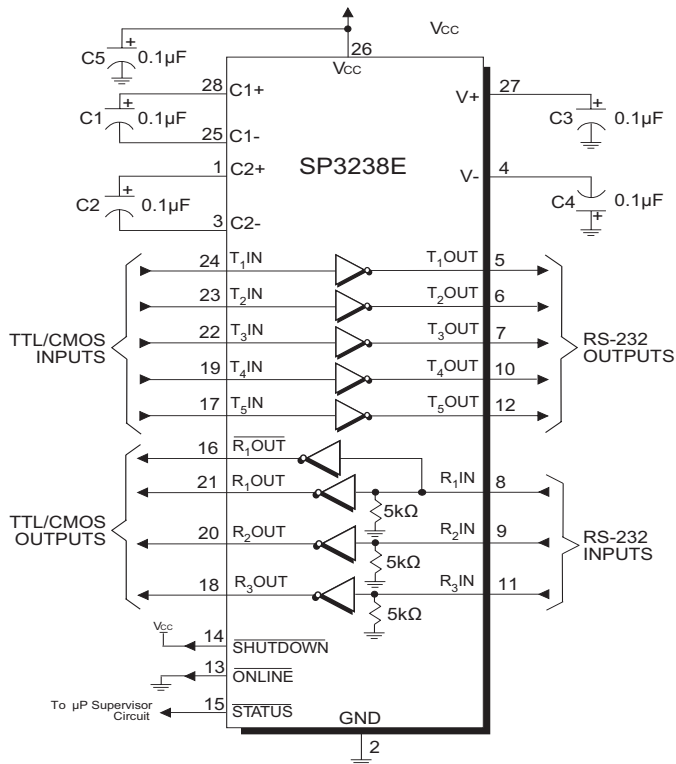 VCC
C5
+
0.1µF
26
VCC
28
C1+
C1
+
0.1µF
25
C1-
1
C2+
C2
+
0.1µF
3
C2-
SP3238E
V+
27
C3
+
0.1µF
V-
4
C4
+
0.1µF
24 T1IN T1OUT 5
23 T2IN T2OUT 6
22 T3IN T3OUT 7
19 T4IN T4OUT 10
17 T5IN T5OUT 12
TTL/CMOS
INPUTS
RS-232
OUTPUTS
16 R1OUT
21 R1OUT R1IN 8
5kΩ
20 R2OUT R2IN 9
5kΩ
18 R3OUT R3IN 11
5kΩ
TTL/CMOS
OUTPUTS
RS-232
INPUTS
VCC
14
SHUTDOWN
13
ONLINE
To µP Supervisor
Circuit
15
STATUS
GND
2